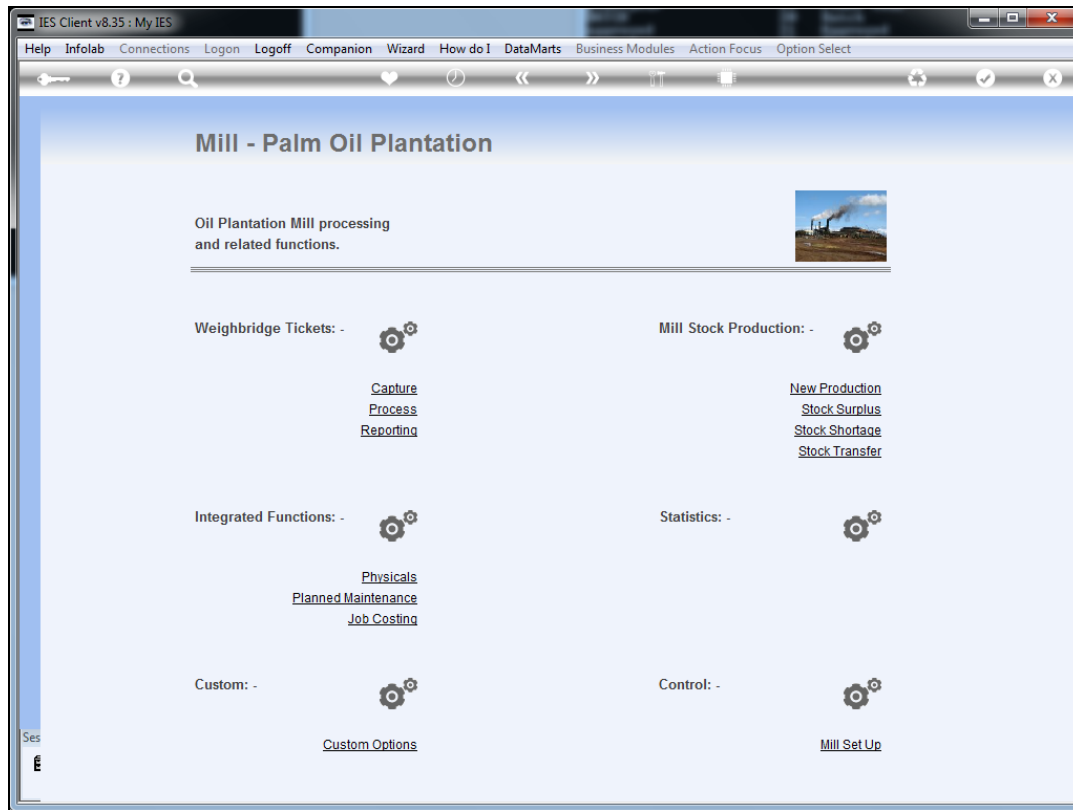 IES Client v8.35 : My IES
Help Infolab Connections Logon Logoff Companion Wizard How do I DataMarts Business Modules Action Focus Option Select
Mill - Palm Oil Plantation
Oil Plantation Mill processing
and related functions.
Weighbridge Tickets: -
Capture
Process
Reporting
Mill Stock Production: -
New Production
Stock Surplus
Stock Shortage
Stock Transfer
Integrated Functions: -
Physicals
Planned Maintenance
Job Costing
Statistics: -
Custom: -
Custom Options
Control: -
Mill Set Up
Ses